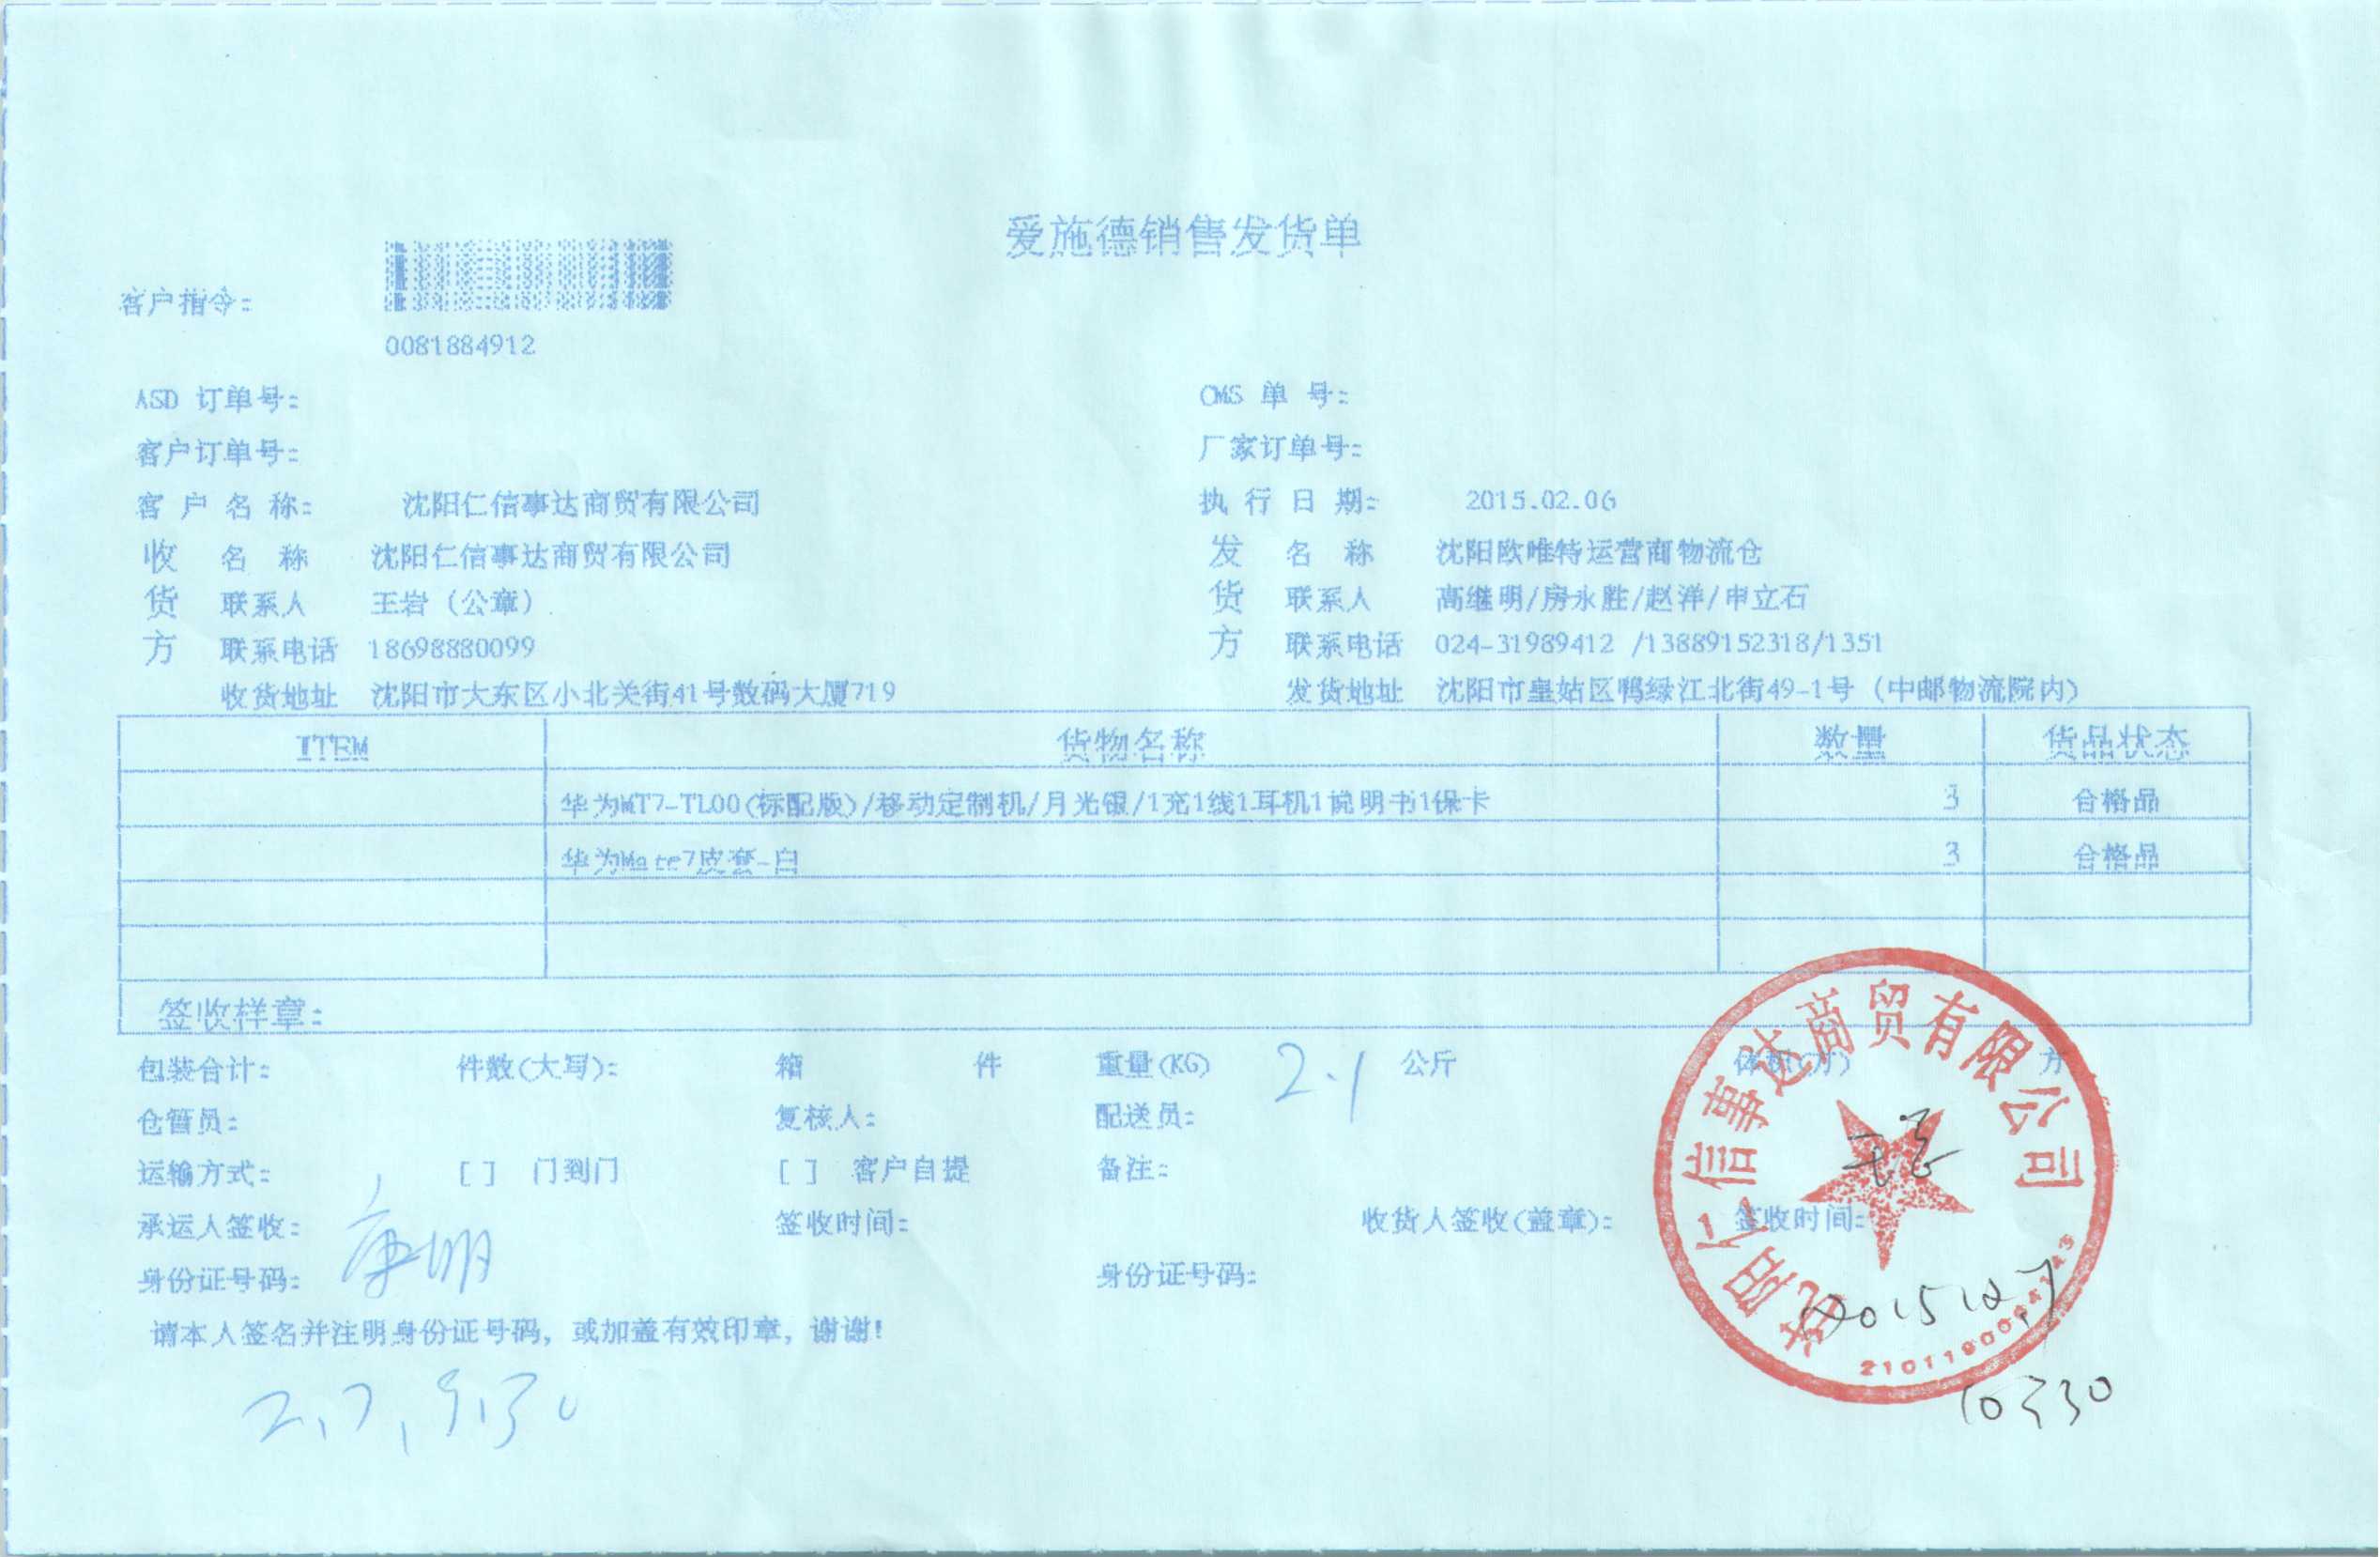 爱施德销售发货单
客户指令:
0081884912
ASD 订单号: CMS 单 号:
客户订单号: 厂家订单号:
客 户 名 称: 沈阳仁信事达商贸有限公司 执 行 日 期: 2015.02.06
收 名 称 沈阳仁信事达商贸有限公司 发 名 称 沈阳欧唯特运营商物流仓
货 联系人 王岩（公章） 货 联系人 高继明/房永胜/赵洋/申立石
方 联系电话 18698880099 方 联系电话 024-31989412 /13889152318/1351
收货地址 沈阳市大东区小北关街41号数码大厦719 发货地址 沈阳市皇姑区鸭绿江北街49-1号（中邮物流院内）
ITEM 货物名称 数量 货品状态
华为MT7-TL00(标配版)/移动定制机/月光银/1充1线1耳机1说明书1保卡 3 合格品
华为Mate7皮套-白 3 合格品
签收样章:
包装合计: 件数(大写): 箱 件 重量(KG) 2.1 公斤 体积(方) 方
仓管员: 复核人: 配送员:
运输方式: [ ] 门到门 [ ] 客户自提 备注:
承运人签收: 签收时间: 收货人签收(盖章): 签收时间:
身份证号码: 身份证号码:
请本人签名并注明身份证号码，或加盖有效印章，谢谢!
沈阳仁信事达商贸有限公司
2.7,9:30